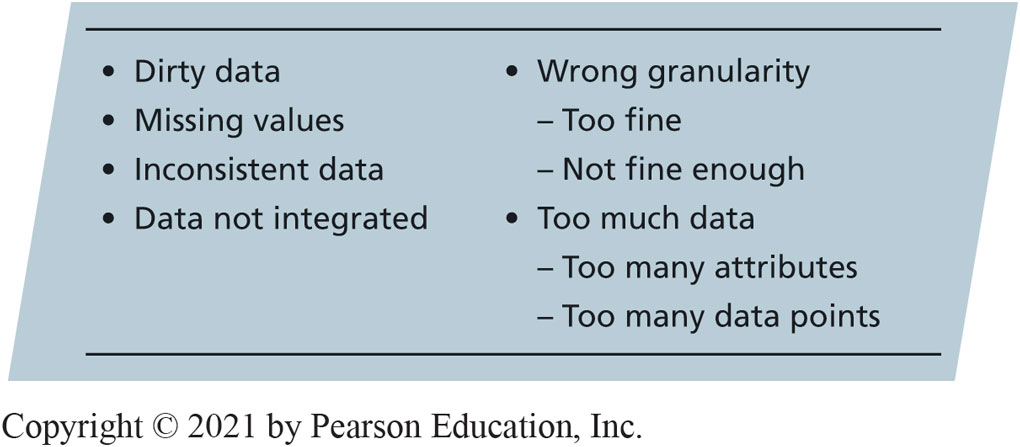 • Dirty data
• Missing values
• Inconsistent data
• Data not integrated
• Wrong granularity
– Too fine
– Not fine enough
• Too much data
– Too many attributes
– Too many data points
Copyright © 2021 by Pearson Education, Inc.